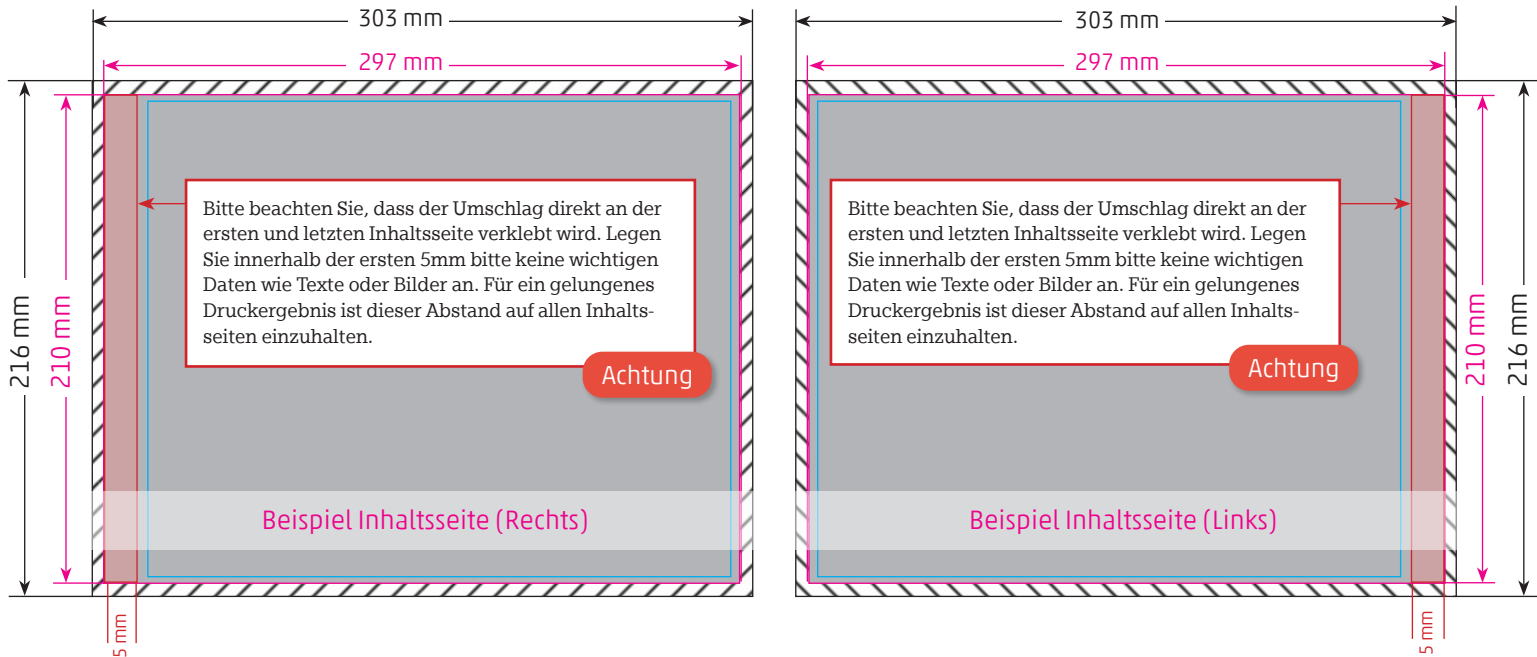 303 mm
303 mm
297 mm
297 mm
216 mm
210 mm
Bitte beachten Sie, dass der Umschlag direkt an der
ersten und letzten Inhaltsseite verklebt wird. Legen
Sie innerhalb der ersten 5mm bitte keine wichtigen
Daten wie Texte oder Bilder an. Für ein gelungenes
Druckergebnis ist dieser Abstand auf allen Inhalts-
seiten einzuhalten.
Achtung
Beispiel Inhaltsseite (Rechts)
5 mm
Bitte beachten Sie, dass der Umschlag direkt an der
ersten und letzten Inhaltsseite verklebt wird. Legen
Sie innerhalb der ersten 5mm bitte keine wichtigen
Daten wie Texte oder Bilder an. Für ein gelungenes
Druckergebnis ist dieser Abstand auf allen Inhalts-
seiten einzuhalten.
Achtung
Beispiel Inhaltsseite (Links)
210 mm
216 mm
5 mm